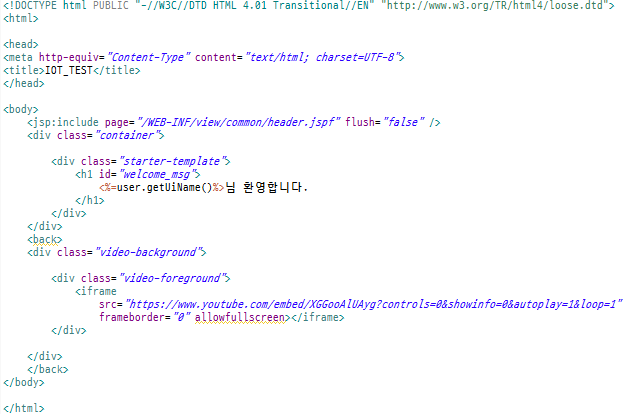 <!DOCTYPE html PUBLIC "-//W3C//DTD HTML 4.01 Transitional//EN" "http://www.w3.org/TR/html4/loose.dtd">
<html>
<head>
<meta http-equiv="Content-Type" content="text/html; charset=UTF-8">
<title>IOT_TEST</title>
</head>
<body>
<jsp:include page="/WEB-INF/view/common/header.jspf" flush="false" />
<div class="container">
<div class="starter-template">
<h1 id="welcome_msg">
<%=user.getUiName()%>님 환영합니다.
</h1>
</div>
</div>
<back>
<div class="video-background">
<div class="video-foreground">
<iframe
src="https://www.youtube.com/embed/XGGooAlUAyg?controls=0&showinfo=0&autoplay=1&loop=1"
frameborder="0" allowfullscreen></iframe>
</div>
</div>
</back>
</body>
</html>